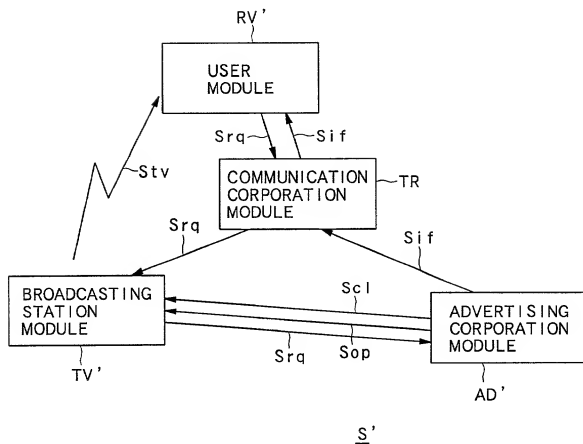 RV'
USER
MODULE
Srq
Sif
Stv
COMMUNICATION
CORPORATION
MODULE
TR
Srq
Sif
BROADCASTING
STATION
MODULE
Scl
Sop
Srq
ADVERTISING
CORPORATION
MODULE
TV'
AD'
S'